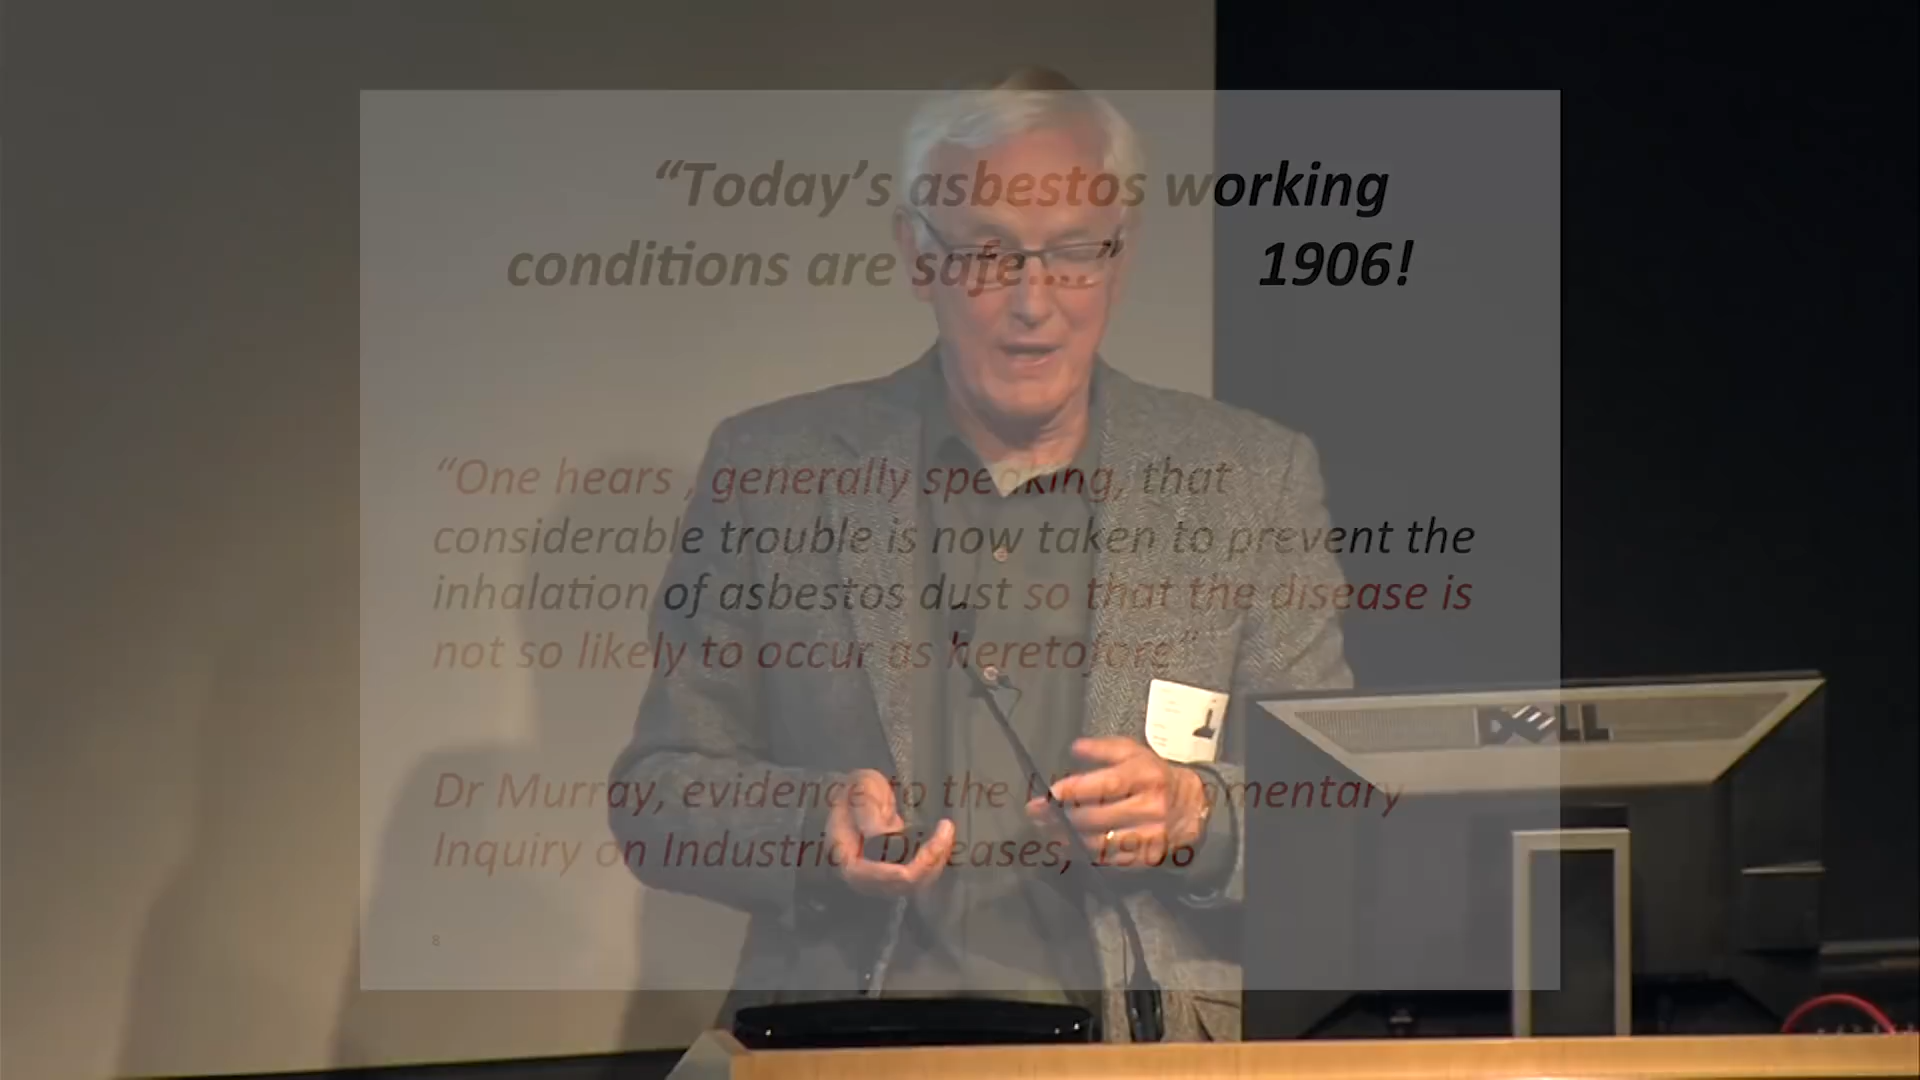 “Today’s asbestos working
conditions are safe....” 1906!
“One hears , generally speaking, that
considerable trouble is now taken to prevent the
inhalation of asbestos dust so that the disease is
not so likely to occur as heretofore”
Dr Murray, evidence to the
Inquiry on Industrial Diseases, 1906
8
DELL